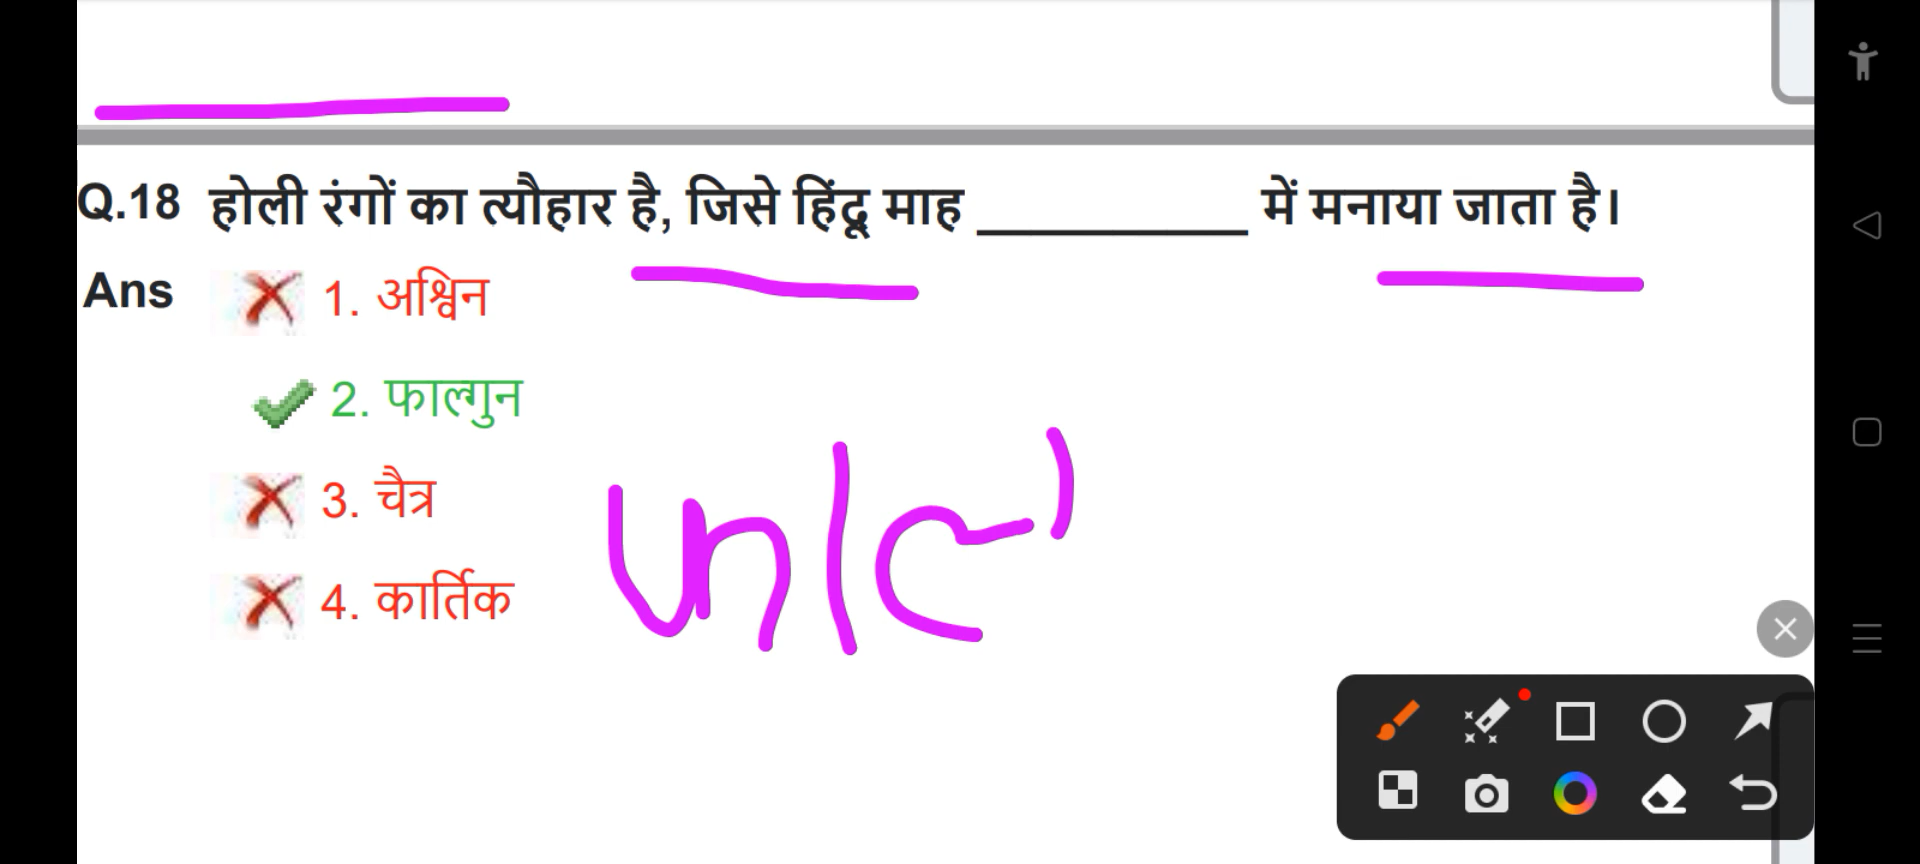 Q.18 होली रंगों का त्यौहार है, जिसे हिंदू माह __________ में मनाया जाता है।
Ans 1. अश्विन
2. फाल्गुन
3. चैत्र
4. कार्तिक